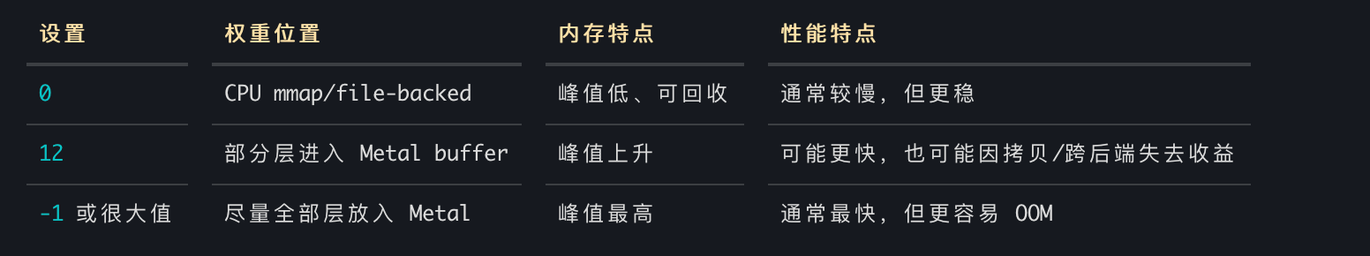 设置 权重位置 内存特点 性能特点
0 CPU mmap/file-backed 峰值低、可回收 通常较慢，但更稳
12 部分层进入 Metal buffer 峰值上升 可能更快，也可能因拷贝/跨后端失去收益
-1 或很大值 尽量全部层放入 Metal 峰值最高 通常最快，但更容易 OOM